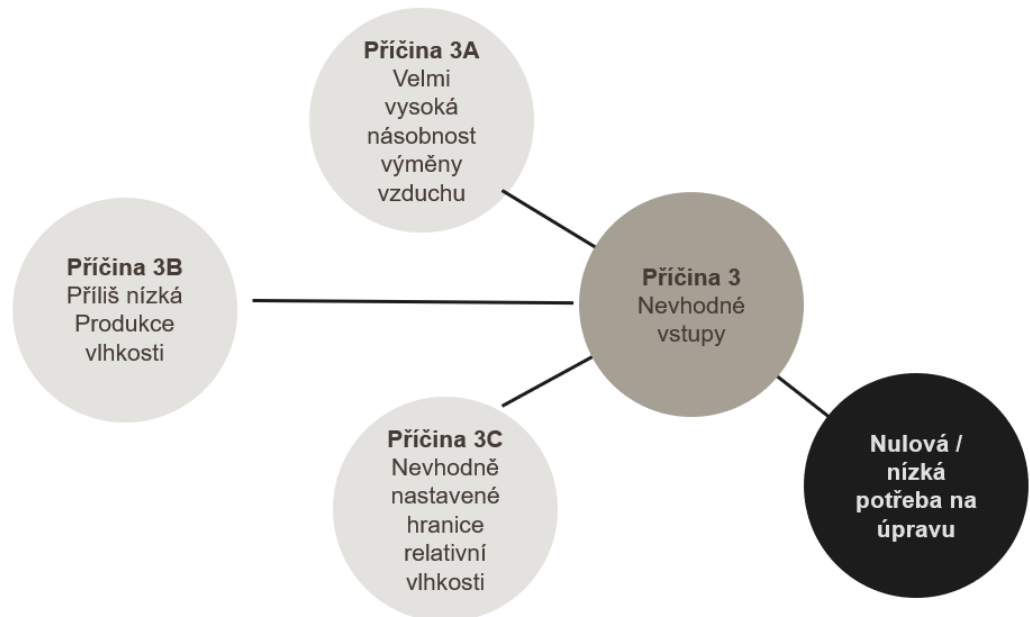 Příčina 3A
Velmi
vysoká
násobnost
výměny
vzduchu
Příčina 3B
Příliš nízká
Produkce
vlhkosti
Příčina 3
Nevhodné
vstupy
Příčina 3C
Nevhodně
nastavené
hranice
relativní
vlhkosti
Nulová /
nízká
potřeba na
úpravu